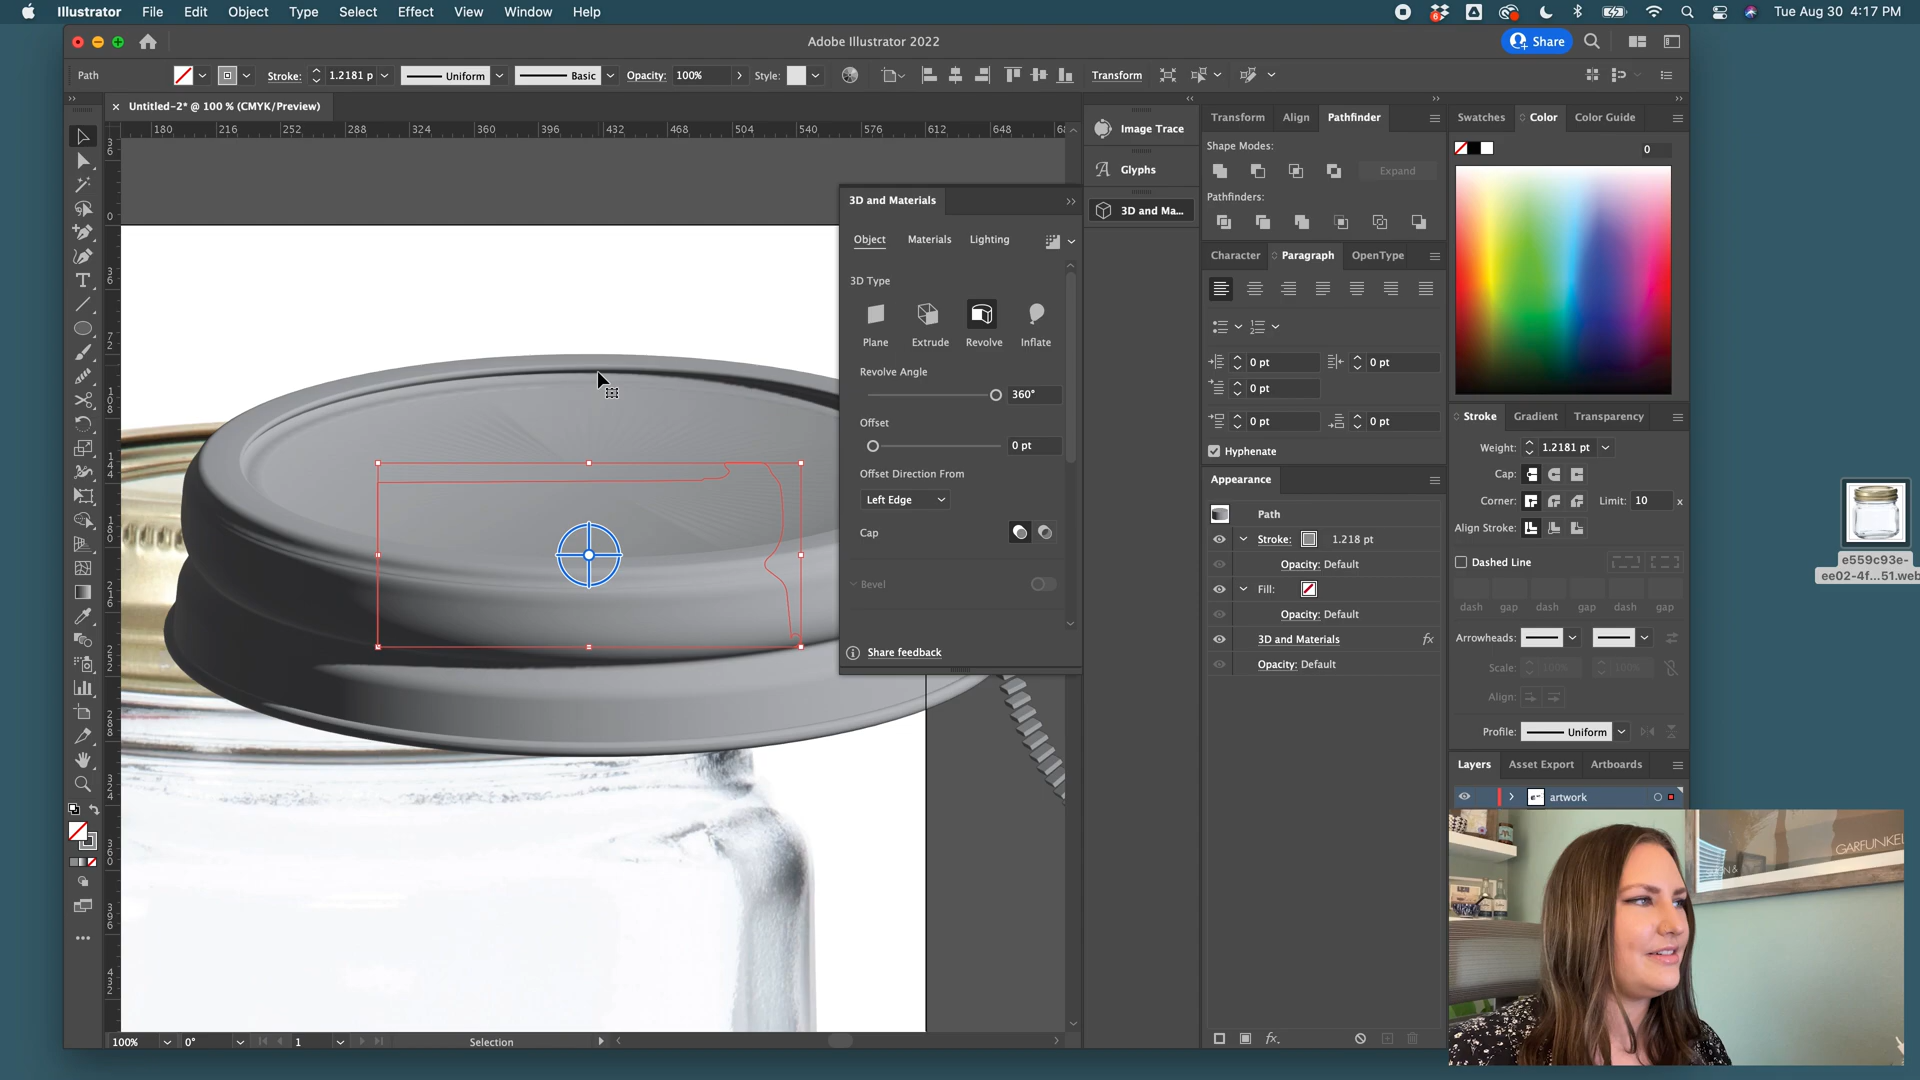 Illustrator File Edit Object Type Select Effect View Window Help
6
Tue Aug 30 4:17 PM
Adobe Illustrator 2022
Share
Path
Stroke: 1.2181 p
Uniform
Basic
Opacity: 100%
Style:
Transform
× Untitled-2* @ 100 % (CMYK/Preview)
180 216 252 288 324 360 396 432 468 504 540 576 612 648
3D and Materials
Object Materials Lighting
3D Type
Plane Extrude Revolve Inflate
Revolve Angle
360°
Offset
0 pt
Offset Direction From
Left Edge
Cap
Bevel
Share feedback
Image Trace
Glyphs
3D and Ma...
Transform Align Pathfinder
Shape Modes:
Expand
Pathfinders:
Character Paragraph OpenType
0 pt 0 pt
0 pt
0 pt 0 pt
Hyphenate
Appearance
Path
Stroke: 1.218 pt
Opacity: Default
Fill:
Opacity: Default
3D and Materials fx
Opacity: Default
fx.
Swatches Color Color Guide
0
Stroke Gradient Transparency
Weight: 1.2181 pt
Cap:
Corner: Limit: 10 x
Align Stroke:
Dashed Line
dash gap dash gap dash gap
Arrowheads:
Scale: 100% 100%
Align:
Profile: Uniform
Layers Asset Export Artboards
artwork
e559c93e-
ee02-4f...51.web
GARFUNKEL
100% 0° 1 Selection